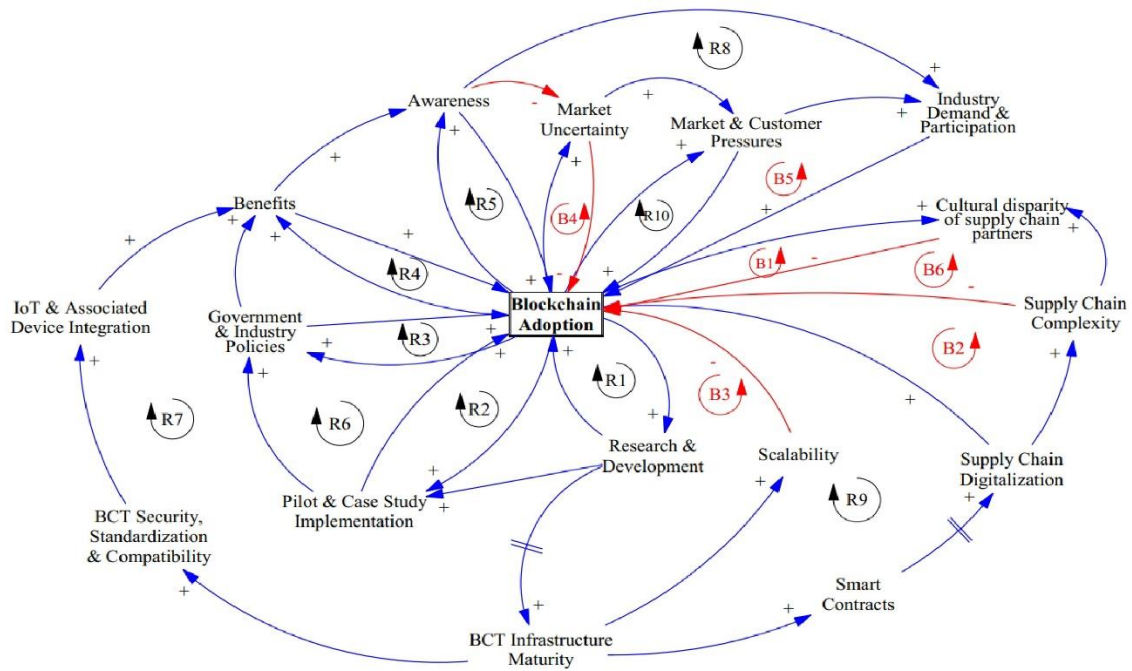 R8
Awareness
Market
Uncertainty
Market & Customer
Pressures
Industry
Demand &
Participation
Benefits
R5
B4
R10
B5
Cultural disparity
of supply chain
partners
R4
B1
B6
IoT & Associated
Device Integration
Government
& Industry
Policies
Blockchain
Adoption
Supply Chain
Complexity
R3
R1
B2
B3
R7
R6
R2
Research &
Development
Scalability
Supply Chain
Digitalization
Pilot & Case Study
Implementation
R9
BCT Security,
Standardization
& Compatibility
Smart
Contracts
BCT Infrastructure
Maturity